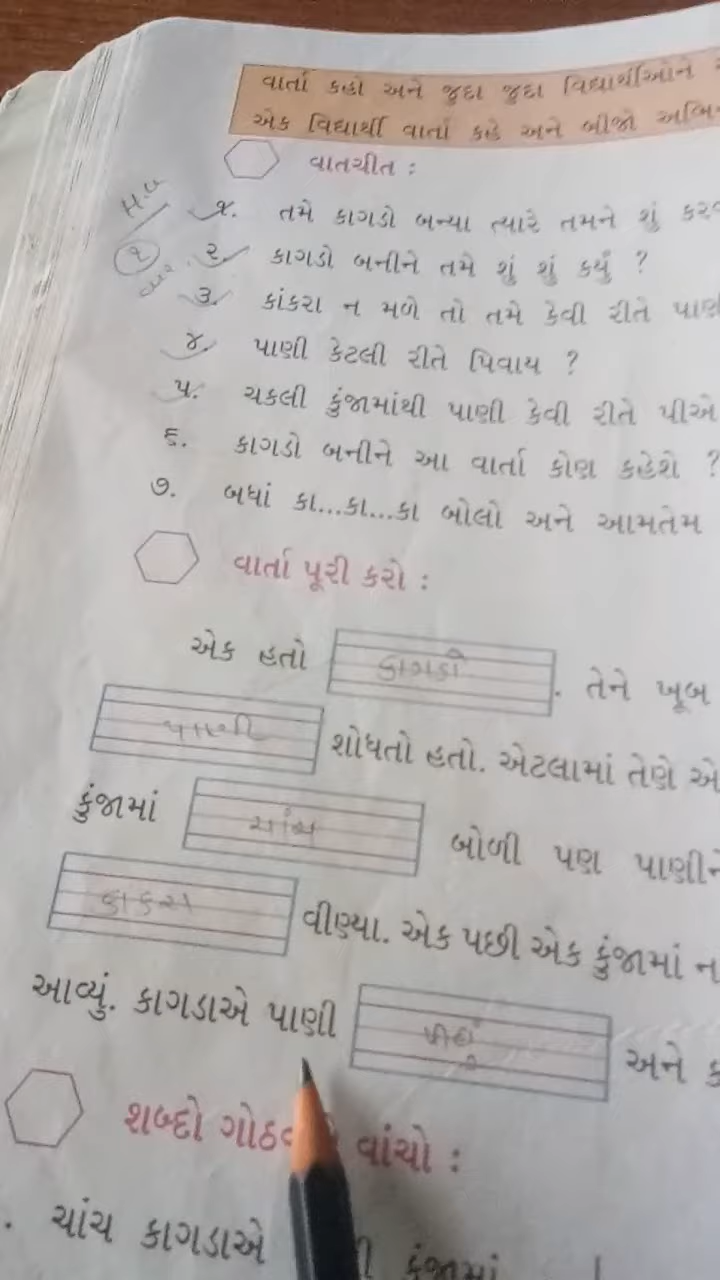 વાર્તા કહો અને જુદા જુદા વિદ્યાર્થીઓને
એક વિદ્યાર્થી વાર્તા કહે અને બીજો
વાતચીત :
H.W
૧. તમે કાગડો બન્યા ત્યારે તમને શું
૧ ૨. કાગડો બનીને તમે શું શું કર્યું ?
૩. કાંકરા ન મળે તો તમે કેવી રીતે
૪. પાણી કેટલી રીતે પિવાય ?
૫. ચકલી કુંજામાંથી પાણી કેવી રીતે પીએ
૬. કાગડો બનીને આ વાર્તા કોણ કહેશે ?
૭. બધાં કા...કા...કા બોલો અને આમતેમ
વાર્તા પૂરી કરો :
એક હતો કાગડો . તેને ખૂબ
પાણી શોધતો હતો. એટલામાં તેણે
કુંજામાં ચાંચ બોળી પણ
કાંકરા વીણ્યા. એક પછી એક કુંજામાં
આવ્યું. કાગડાએ પાણી પીધું અને
શબ્દો વાંચો :
. ચાંચ કાગડાએ કુંજામાં